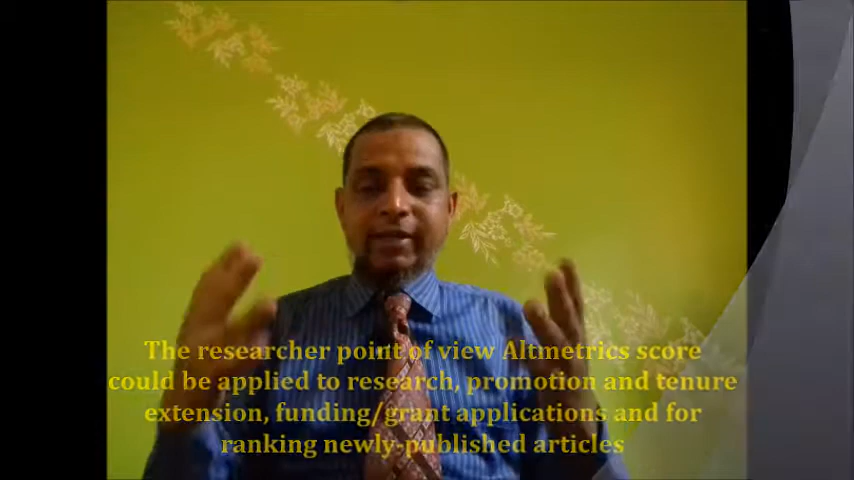 The researcher point of view Altmetrics score
could be applied to research, promotion and tenure
extension, funding/grant applications and for
ranking newly-published articles